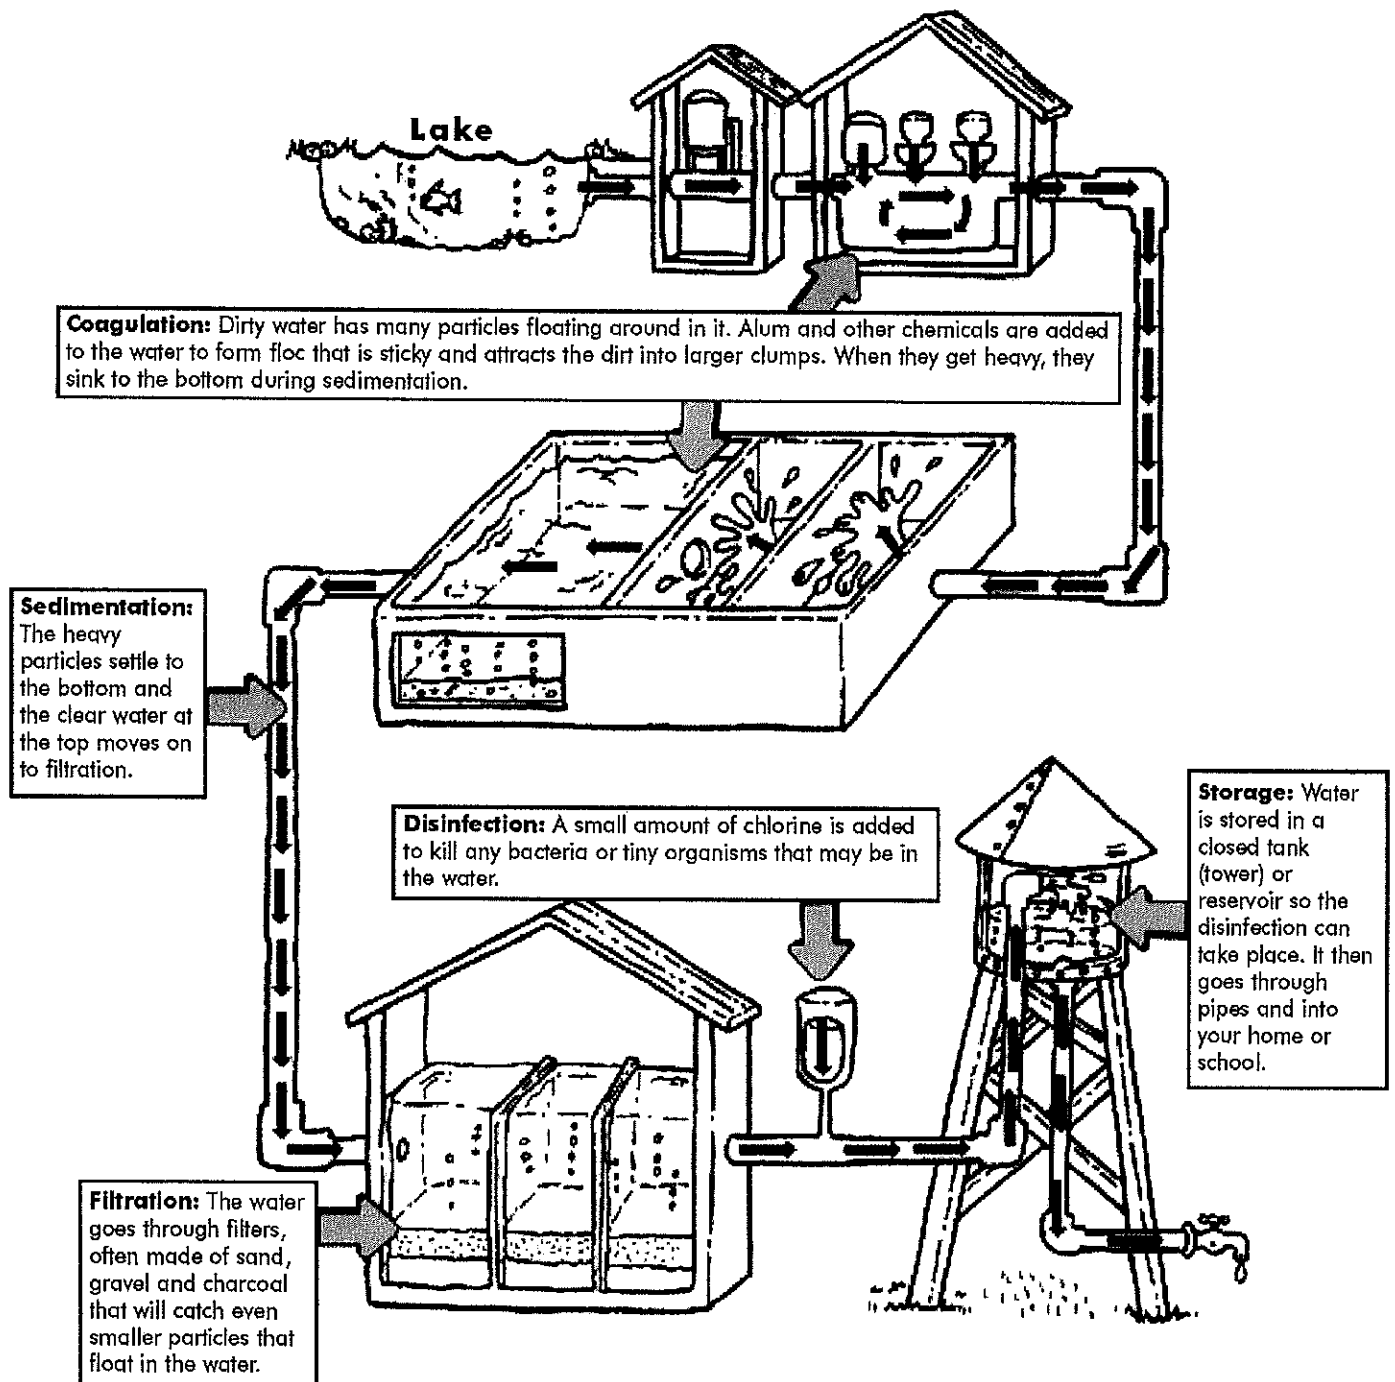 Lake
Coagulation: Dirty water has many particles floating around in it. Alum and other chemicals are added
to the water to form floc that is sticky and attracts the dirt into larger clumps. When they get heavy, they
sink to the bottom during sedimentation.
Sedimentation:
The heavy
particles settle to
the bottom and
the clear water at
the top moves on
to filtration.
Disinfection: A small amount of chlorine is added
to kill any bacteria or tiny organisms that may be in
the water.
Storage: Water
is stored in a
closed tank
(tower) or
reservoir so the
disinfection can
take place. It then
goes through
pipes and into
your home or
school.
Filtration: The water
goes through filters,
often made of sand,
gravel and charcoal
that will catch even
smaller particles that
float in the water.